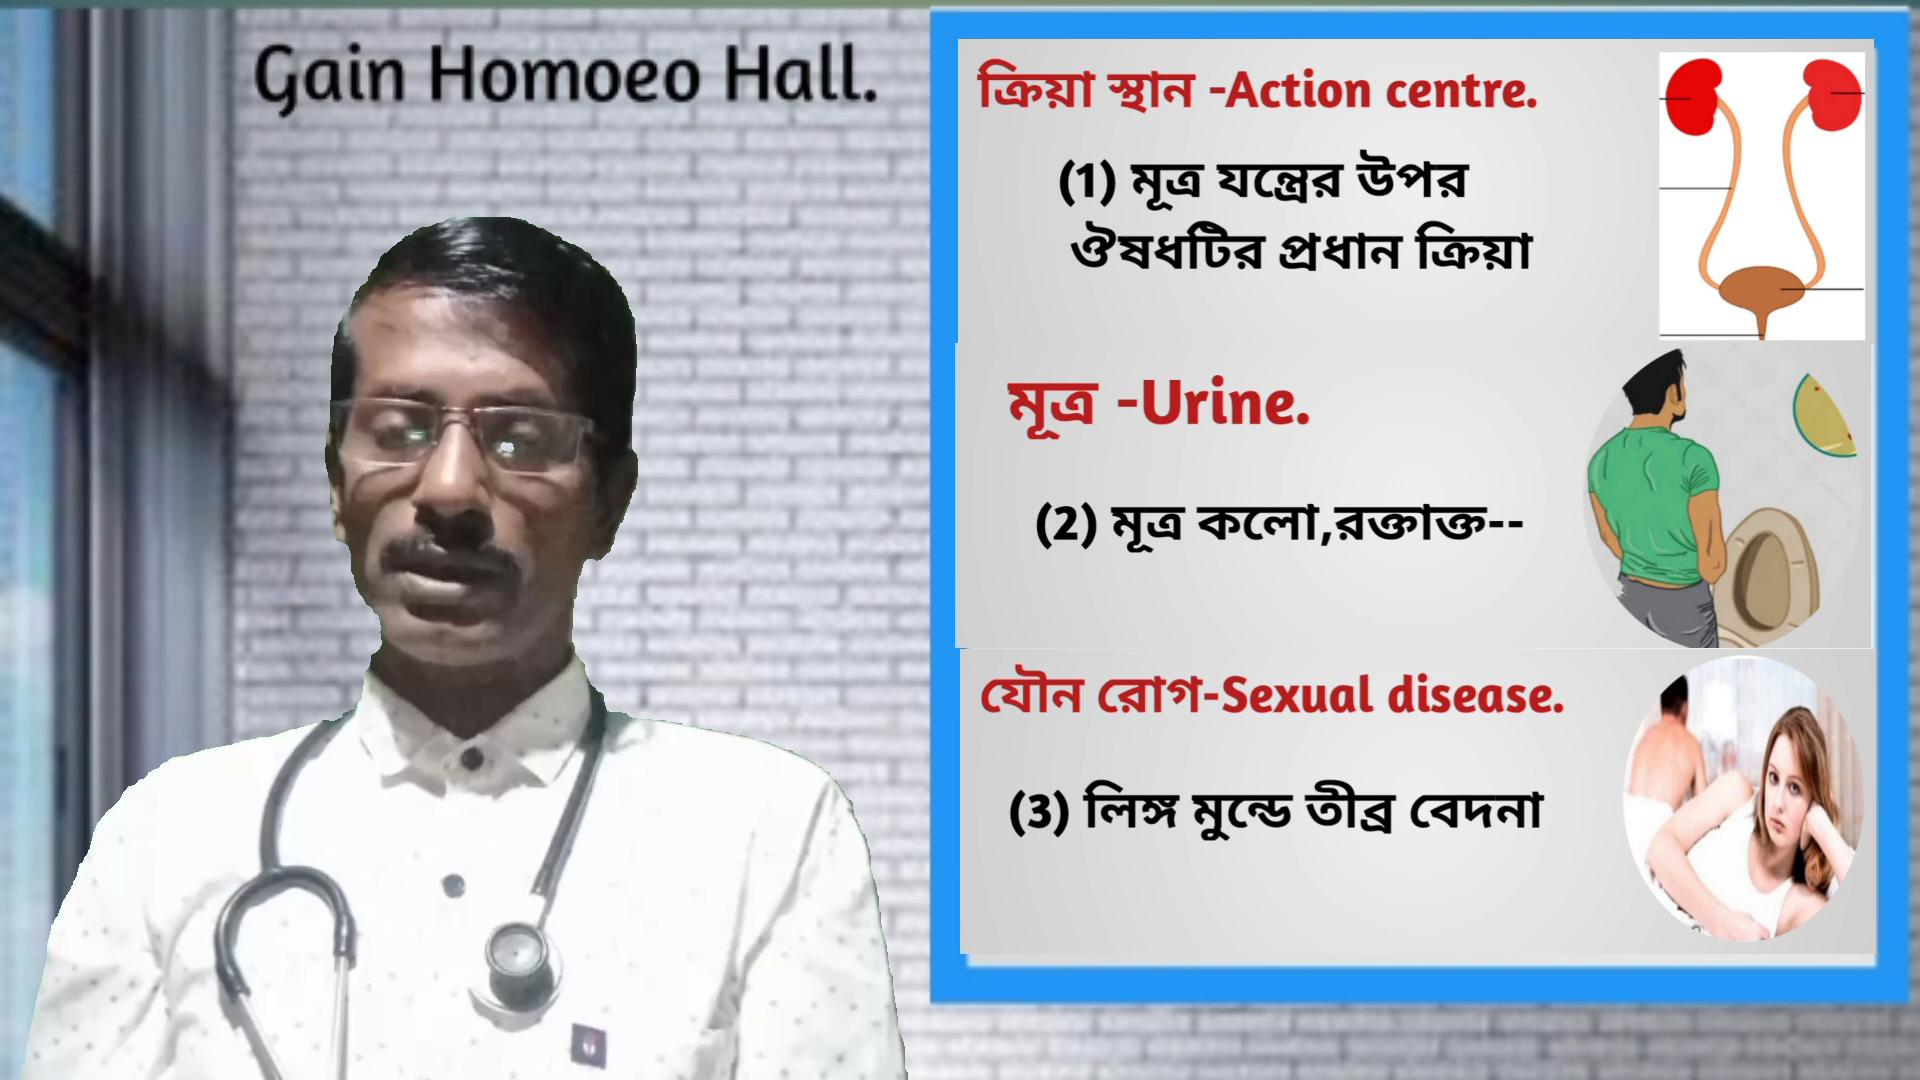 Gain Homoeo Hall.
ক্রিয়া স্থান -Action centre.
(1) মূত্র যন্ত্রের উপর
ঔষধটির প্রধান ক্রিয়া
মূত্র -Urine.
(2) মূত্র কলো,রক্তাক্ত--
যৌন রোগ-Sexual disease.
(3) লিঙ্গ মুন্ডে তীব্র বেদনা